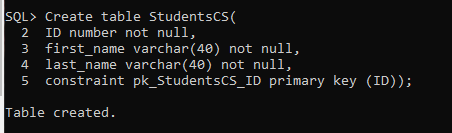 SQL> Create table StudentsCS(
2 ID number not null,
3 first_name varchar(40) not null,
4 last_name varchar(40) not null,
5 constraint pk_StudentsCS_ID primary key (ID));
Table created.